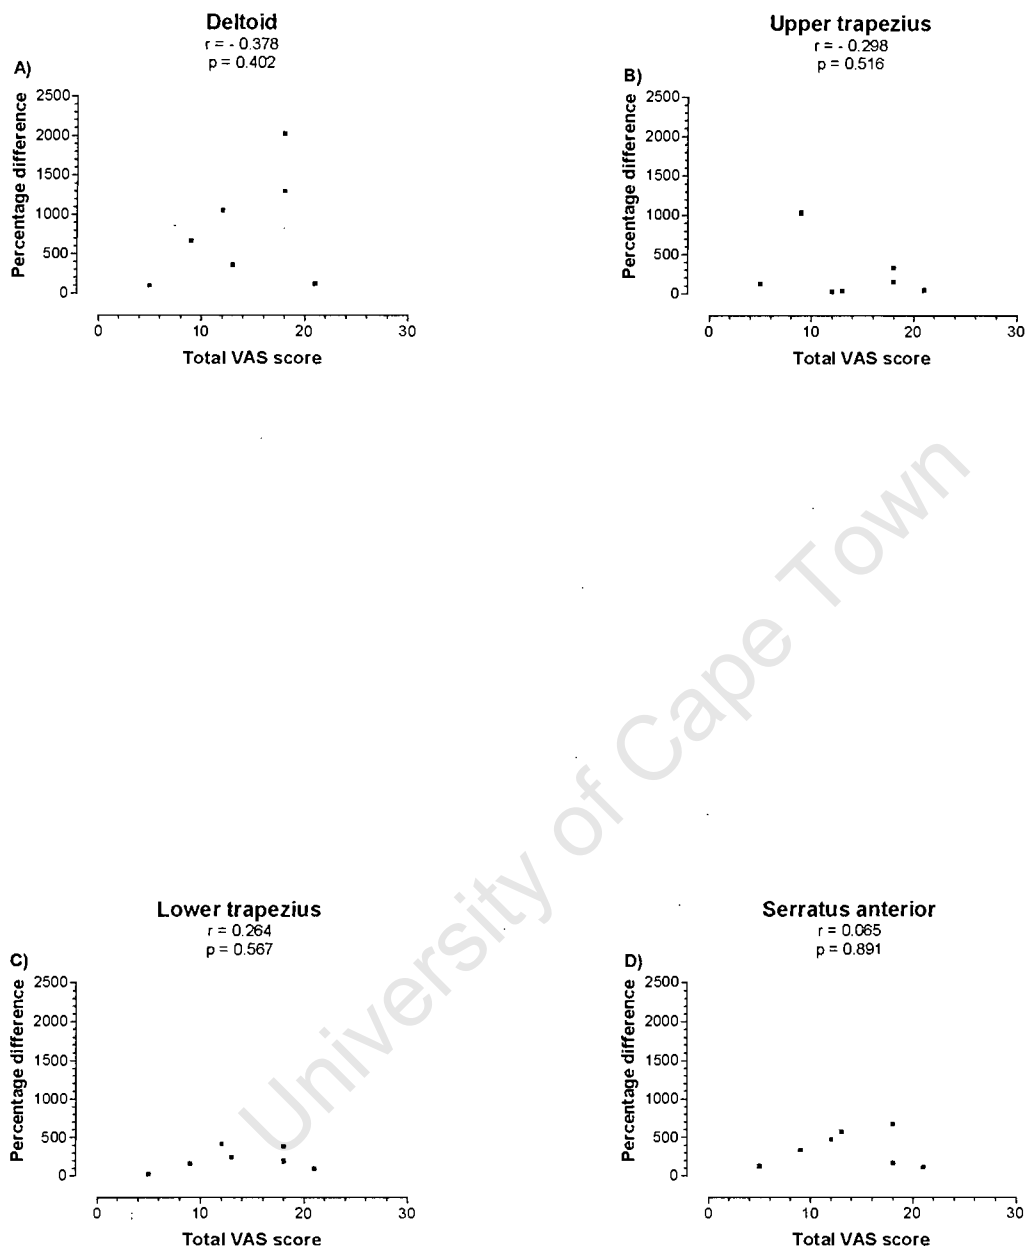 Deltoid
r = - 0.378
p = 0.402
A)
2500
2000
1500
1000
500
0
Percentage difference
0 10 20 30
Total VAS score
Upper trapezius
r = - 0.298
p = 0.516
B)
2500
2000
1500
1000
500
0
Percentage difference
0 10 20 30
Total VAS score
University of Cape Town
Lower trapezius
r = 0.264
p = 0.567
C)
2500
2000
1500
1000
500
0
Percentage difference
0 10 20 30
Total VAS score
Serratus anterior
r = 0.065
p = 0.891
D)
2500
2000
1500
1000
500
0
Percentage difference
0 10 20 30
Total VAS score